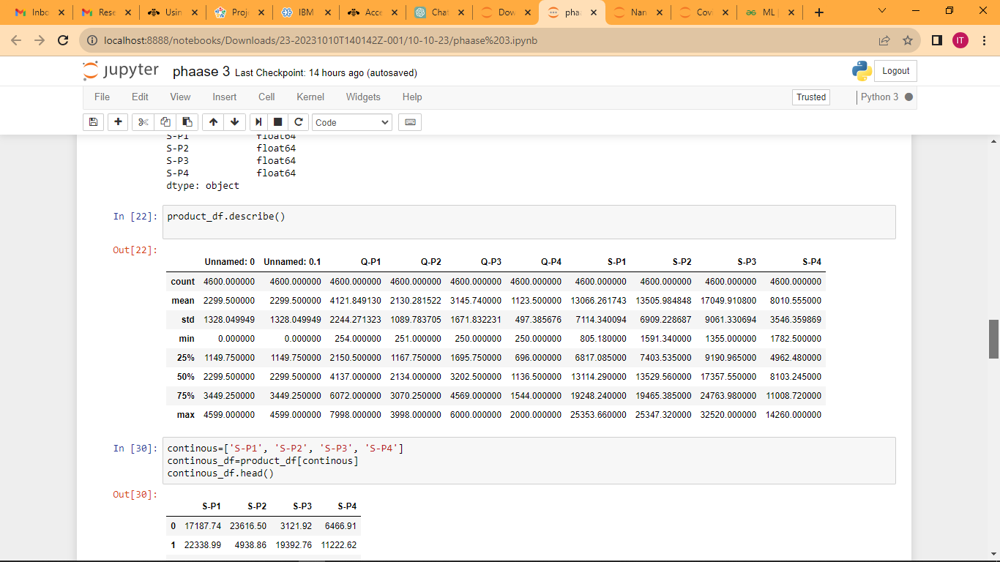 Inbo Rese Usin Proj IBM Acce Cha Dow pha Nan Cov ML
localhost:8888/notebooks/Downloads/23-20231010T140142Z-001/10-10-23/phaase%203.ipynb IT
jupyter phaase 3 Last Checkpoint: 14 hours ago (autosaved) Logout
File Edit View Insert Cell Kernel Widgets Help Trusted Python 3
Code
S-P1 float64
S-P2 float64
S-P3 float64
S-P4 float64
dtype: object
In [22]: product_df.describe()
Out[22]:
Unnamed: 0 Unnamed: 0.1 Q-P1 Q-P2 Q-P3 Q-P4 S-P1 S-P2 S-P3 S-P4
count 4600.000000 4600.000000 4600.000000 4600.000000 4600.000000 4600.000000 4600.000000 4600.000000 4600.000000 4600.000000
mean 2299.500000 2299.500000 4121.849130 2130.281522 3145.740000 1123.500000 13066.261743 13505.984848 17049.910800 8010.555000
std 1328.049949 1328.049949 2244.271323 1089.783705 1671.832231 497.385676 7114.340094 6909.228687 9061.330694 3546.359869
min 0.000000 0.000000 254.000000 251.000000 250.000000 250.000000 805.180000 1591.340000 1355.000000 1782.500000
25% 1149.750000 1149.750000 2150.500000 1167.750000 1695.750000 696.000000 6817.085000 7403.535000 9190.965000 4962.480000
50% 2299.500000 2299.500000 4137.000000 2134.000000 3202.500000 1136.500000 13114.290000 13529.560000 17357.550000 8103.245000
75% 3449.250000 3449.250000 6072.000000 3070.250000 4569.000000 1544.000000 19248.240000 19465.385000 24763.980000 11008.720000
max 4599.000000 4599.000000 7998.000000 3998.000000 6000.000000 2000.000000 25353.660000 25347.320000 32520.000000 14260.000000
In [30]: continous=['S-P1', 'S-P2', 'S-P3', 'S-P4']
continous_df=product_df[continous]
continous_df.head()
Out[30]:
S-P1 S-P2 S-P3 S-P4
0 17187.74 23616.50 3121.92 6466.91
1 22338.99 4938.86 19392.76 11222.62